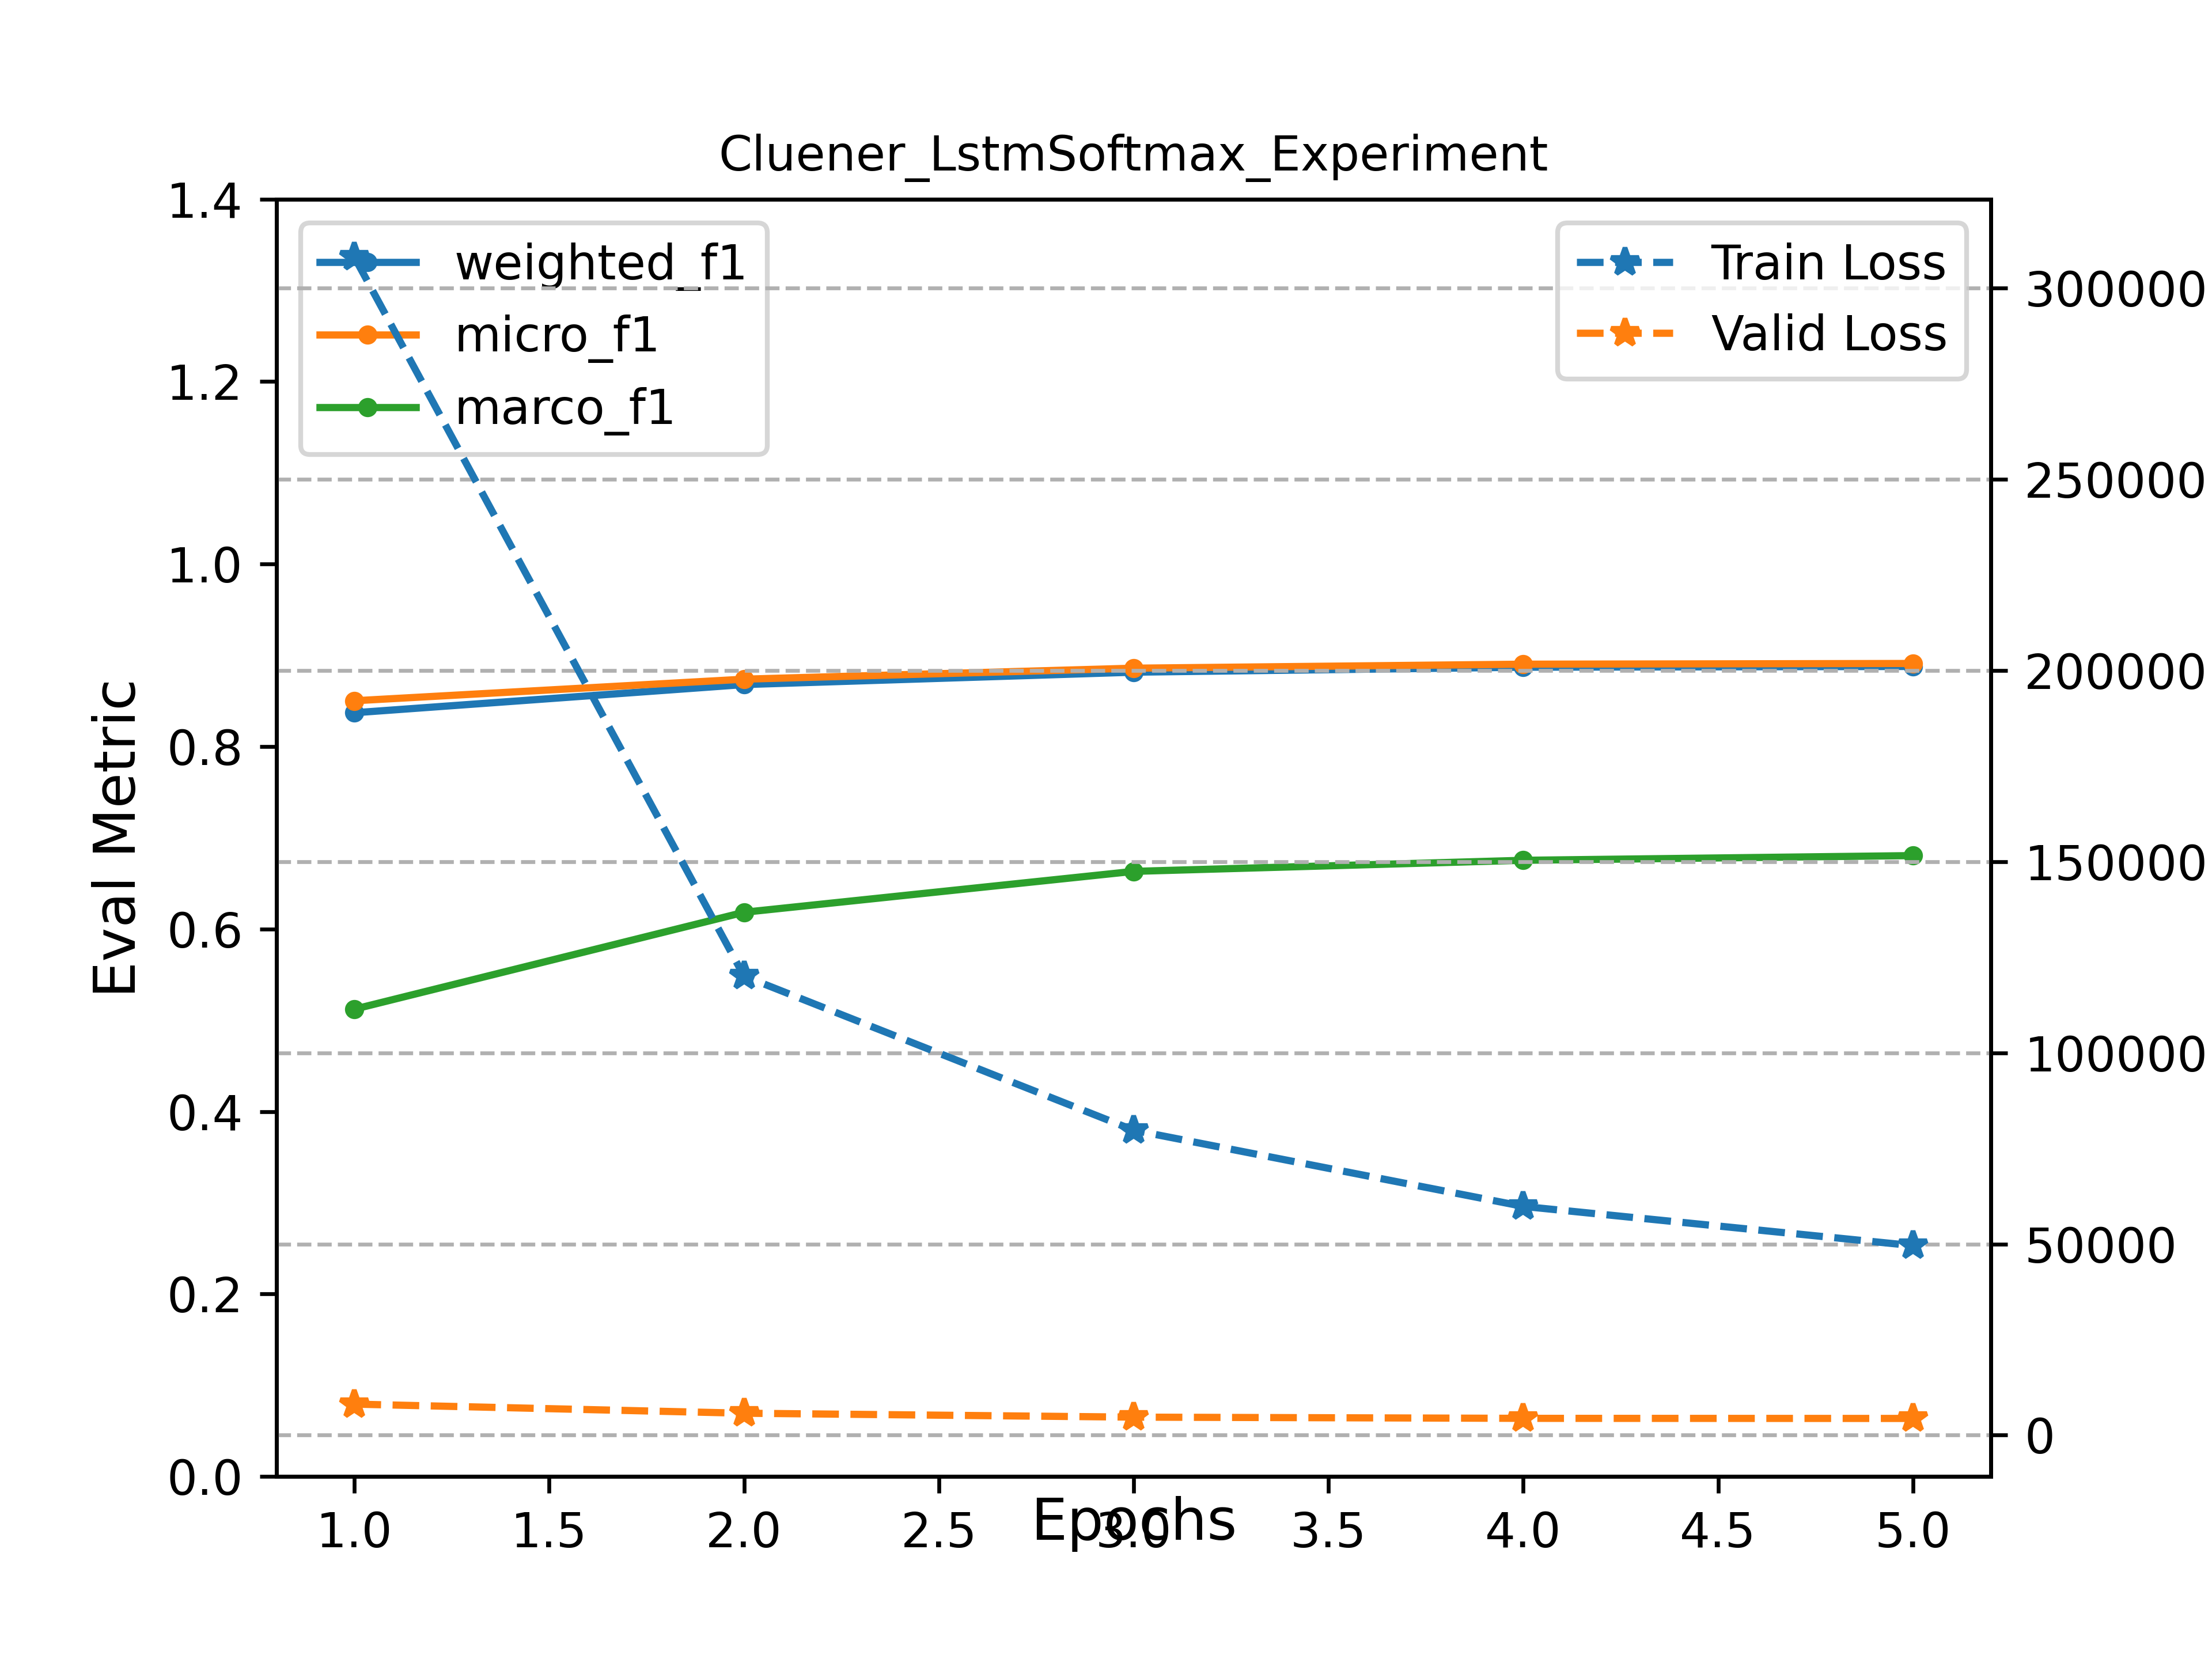 Cluener_LstmSoftmax_Experiment
weighted_f1
micro_f1
marco_f1
Train Loss
Valid Loss
Eval Metric
1.4
1.2
1.0
0.8
0.6
0.4
0.2
0.0
300000
250000
200000
150000
100000
50000
0
1.0 1.5 2.0 2.5 3.0 3.5 4.0 4.5 5.0
Epochs